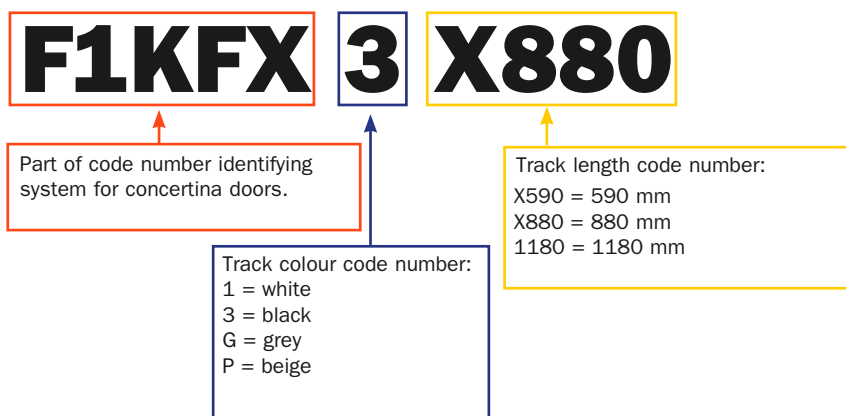 F1KFX 3 X880
Part of code number identifying
system for concertina doors.
Track colour code number:
1 = white
3 = black
G = grey
P = beige
Track length code number:
X590 = 590 mm
X880 = 880 mm
1180 = 1180 mm